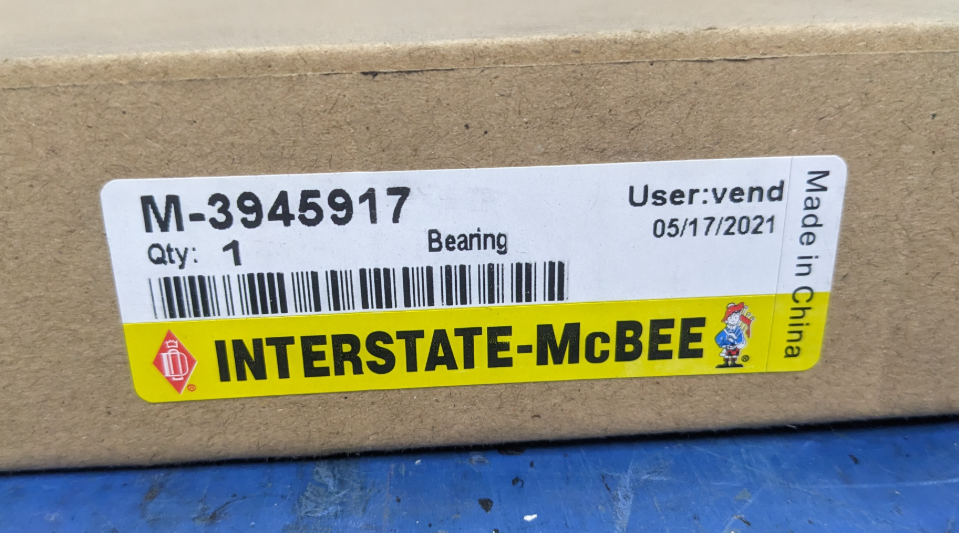 M-3945917
User:vend
05/17/2021
Qty: 1
Bearing
INTERSTATE-McBEE
Made in China